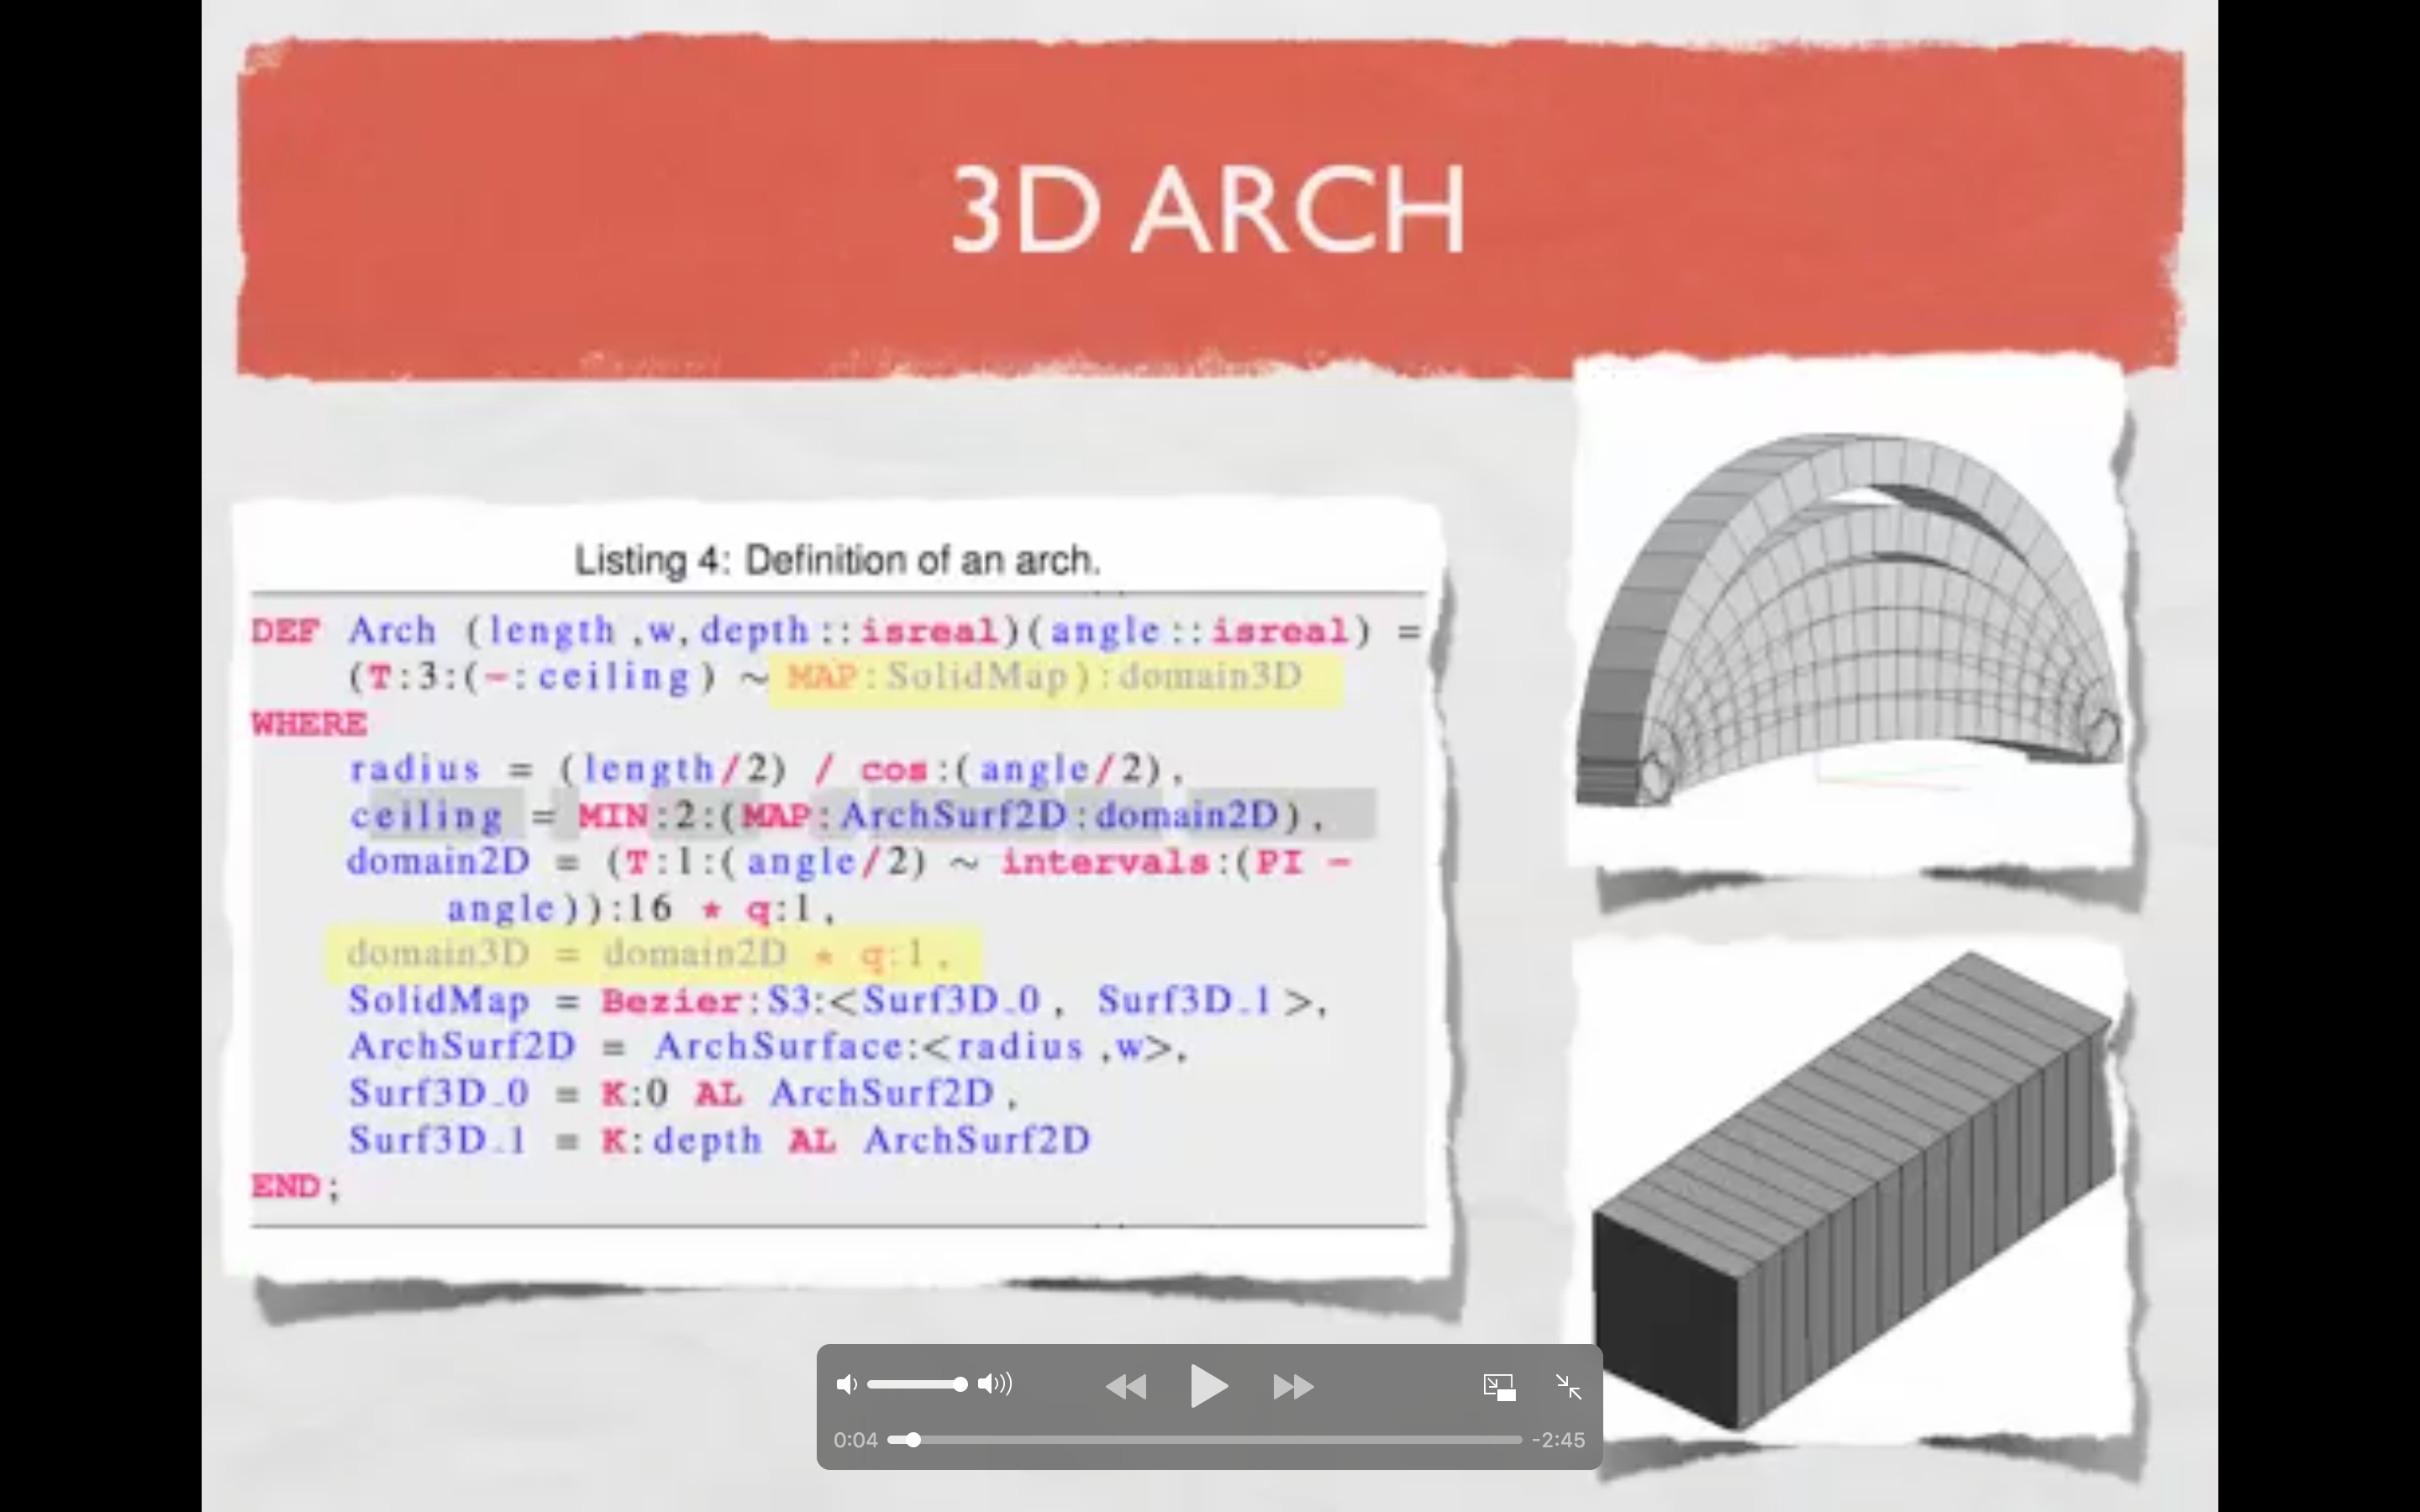 3D ARCH
Listing 4: Definition of an arch.
DEF Arch (length ,w,depth::isreal)(angle::isreal) =
(T:3:(-:ceiling) ~ MAP:SolidMap):domain3D
WHERE
radius = (length/2) / cos:(angle/2),
ceiling = MIN:2:(MAP:ArchSurf2D:domain2D),
domain2D = (T:1:(angle/2) ~ intervals:(PI -
angle)):16 * q:1,
domain3D = domain2D * q:1,
SolidMap = Bezier:S3:<Surf3D_0, Surf3D_1>,
ArchSurf2D = ArchSurface:<radius ,w>,
Surf3D_0 = K:0 AL ArchSurf2D,
Surf3D_1 = K:depth AL ArchSurf2D
END;
0:04
-2:45